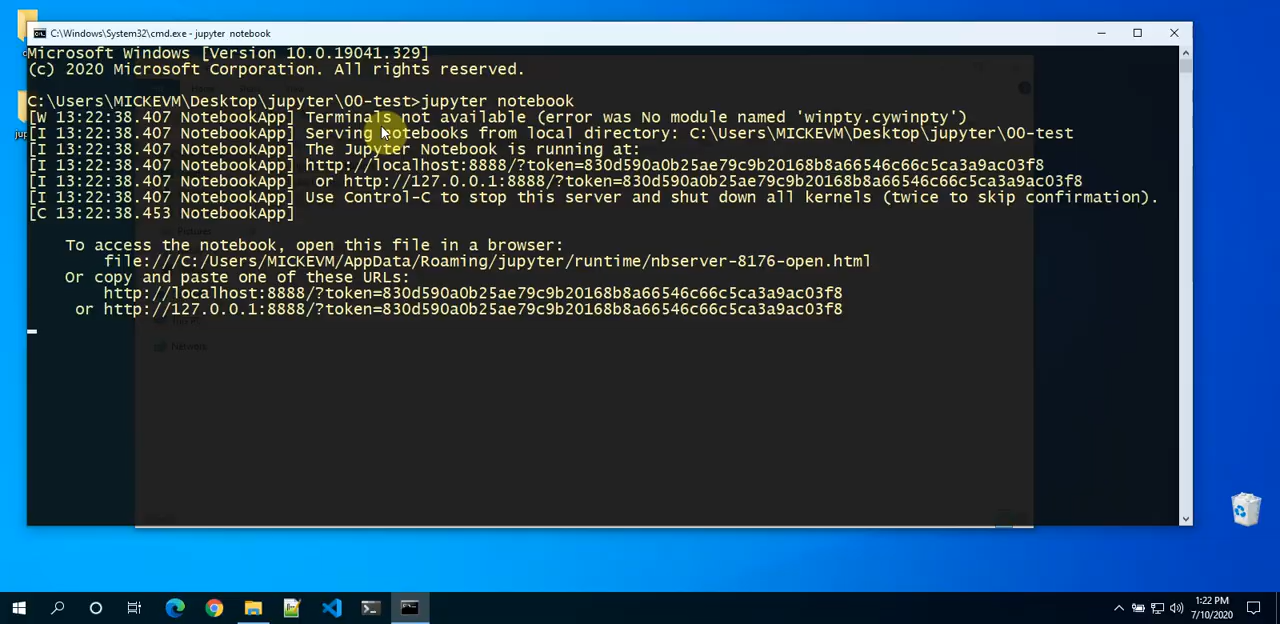 C:\Windows\System32\cmd.exe - jupyter notebook
Microsoft Windows [Version 10.0.19041.329]
(c) 2020 Microsoft Corporation. All rights reserved.
C:\Users\MICKEVM\Desktop\jupyter\00-test>jupyter notebook
[W 13:22:38.407 NotebookApp] Terminals not available (error was No module named 'winpty.cywinpty')
[I 13:22:38.407 NotebookApp] Serving notebooks from local directory: C:\Users\MICKEVM\Desktop\jupyter\00-test
[I 13:22:38.407 NotebookApp] The Jupyter Notebook is running at:
[I 13:22:38.407 NotebookApp] http://localhost:8888/?token=830d590a0b25ae79c9b20168b8a66546c66c5ca3a9ac03f8
[I 13:22:38.407 NotebookApp]  or http://127.0.0.1:8888/?token=830d590a0b25ae79c9b20168b8a66546c66c5ca3a9ac03f8
[I 13:22:38.407 NotebookApp] Use Control-C to stop this server and shut down all kernels (twice to skip confirmation).
[C 13:22:38.453 NotebookApp]
To access the notebook, open this file in a browser:
file:///C:/Users/MICKEVM/AppData/Roaming/jupyter/runtime/nbserver-8176-open.html
Or copy and paste one of these URLs:
http://localhost:8888/?token=830d590a0b25ae79c9b20168b8a66546c66c5ca3a9ac03f8
or http://127.0.0.1:8888/?token=830d590a0b25ae79c9b20168b8a66546c66c5ca3a9ac03f8
Pictures
Network
1:22 PM
7/10/2020